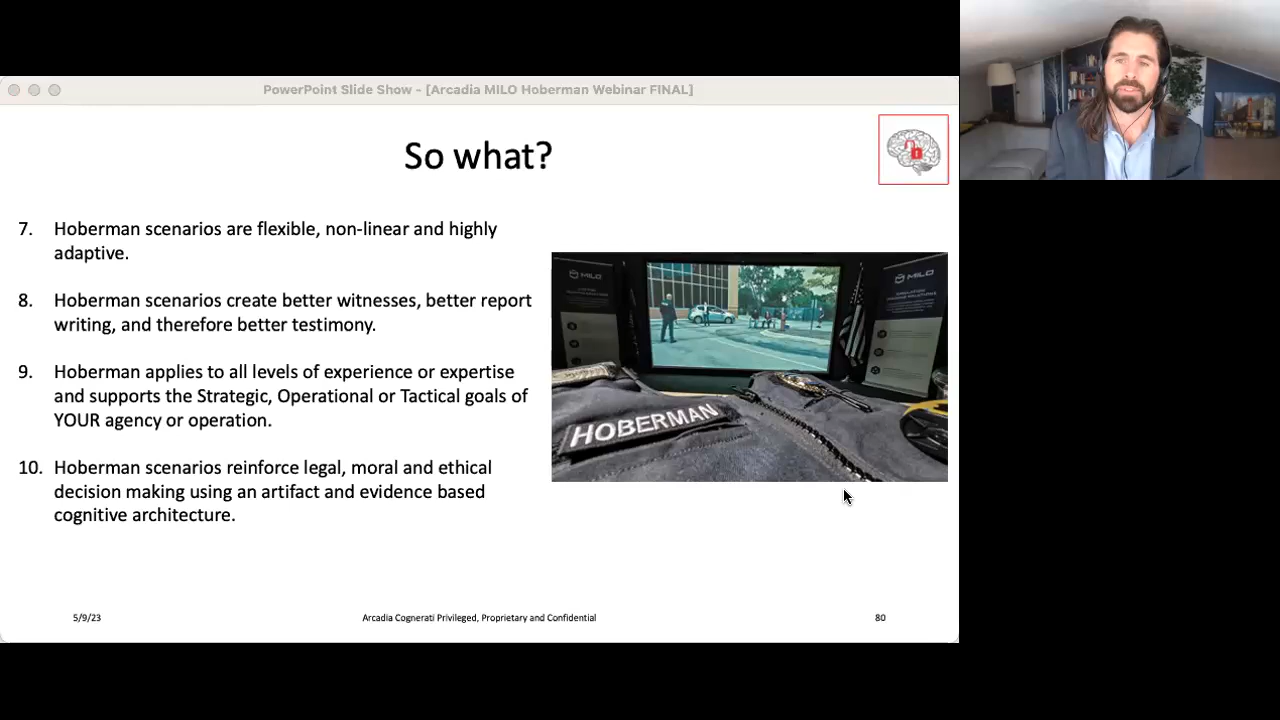 PowerPoint Slide Show - [Arcadia MILO Hoberman Webinar FINAL]
So what?
7. Hoberman scenarios are flexible, non-linear and highly
adaptive.
8. Hoberman scenarios create better witnesses, better report
writing, and therefore better testimony.
9. Hoberman applies to all levels of experience or expertise
and supports the Strategic, Operational or Tactical goals of
YOUR agency or operation.
10. Hoberman scenarios reinforce legal, moral and ethical
decision making using an artifact and evidence based
cognitive architecture.
MILO
MILO
HOBERMAN
5/9/23
Arcadia Cognerati Privileged, Proprietary and Confidential
80